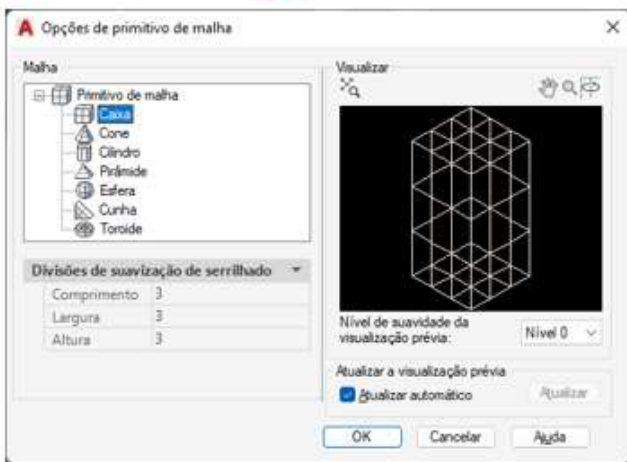 Opções de primitivo de malha
Malha
Primitivo de malha
Caixa
Cone
Cilindro
Pirâmide
Esfera
Cunha
Toroide
Divisões de suavização de serrilhado
Comprimento 3
Largura 3
Altura 3
Visualizar
Nível de suavidade da
visualização prévia: Nível 0
Atualizar a visualização prévia
Atualizar automático Atualizar
OK Cancelar Ajuda